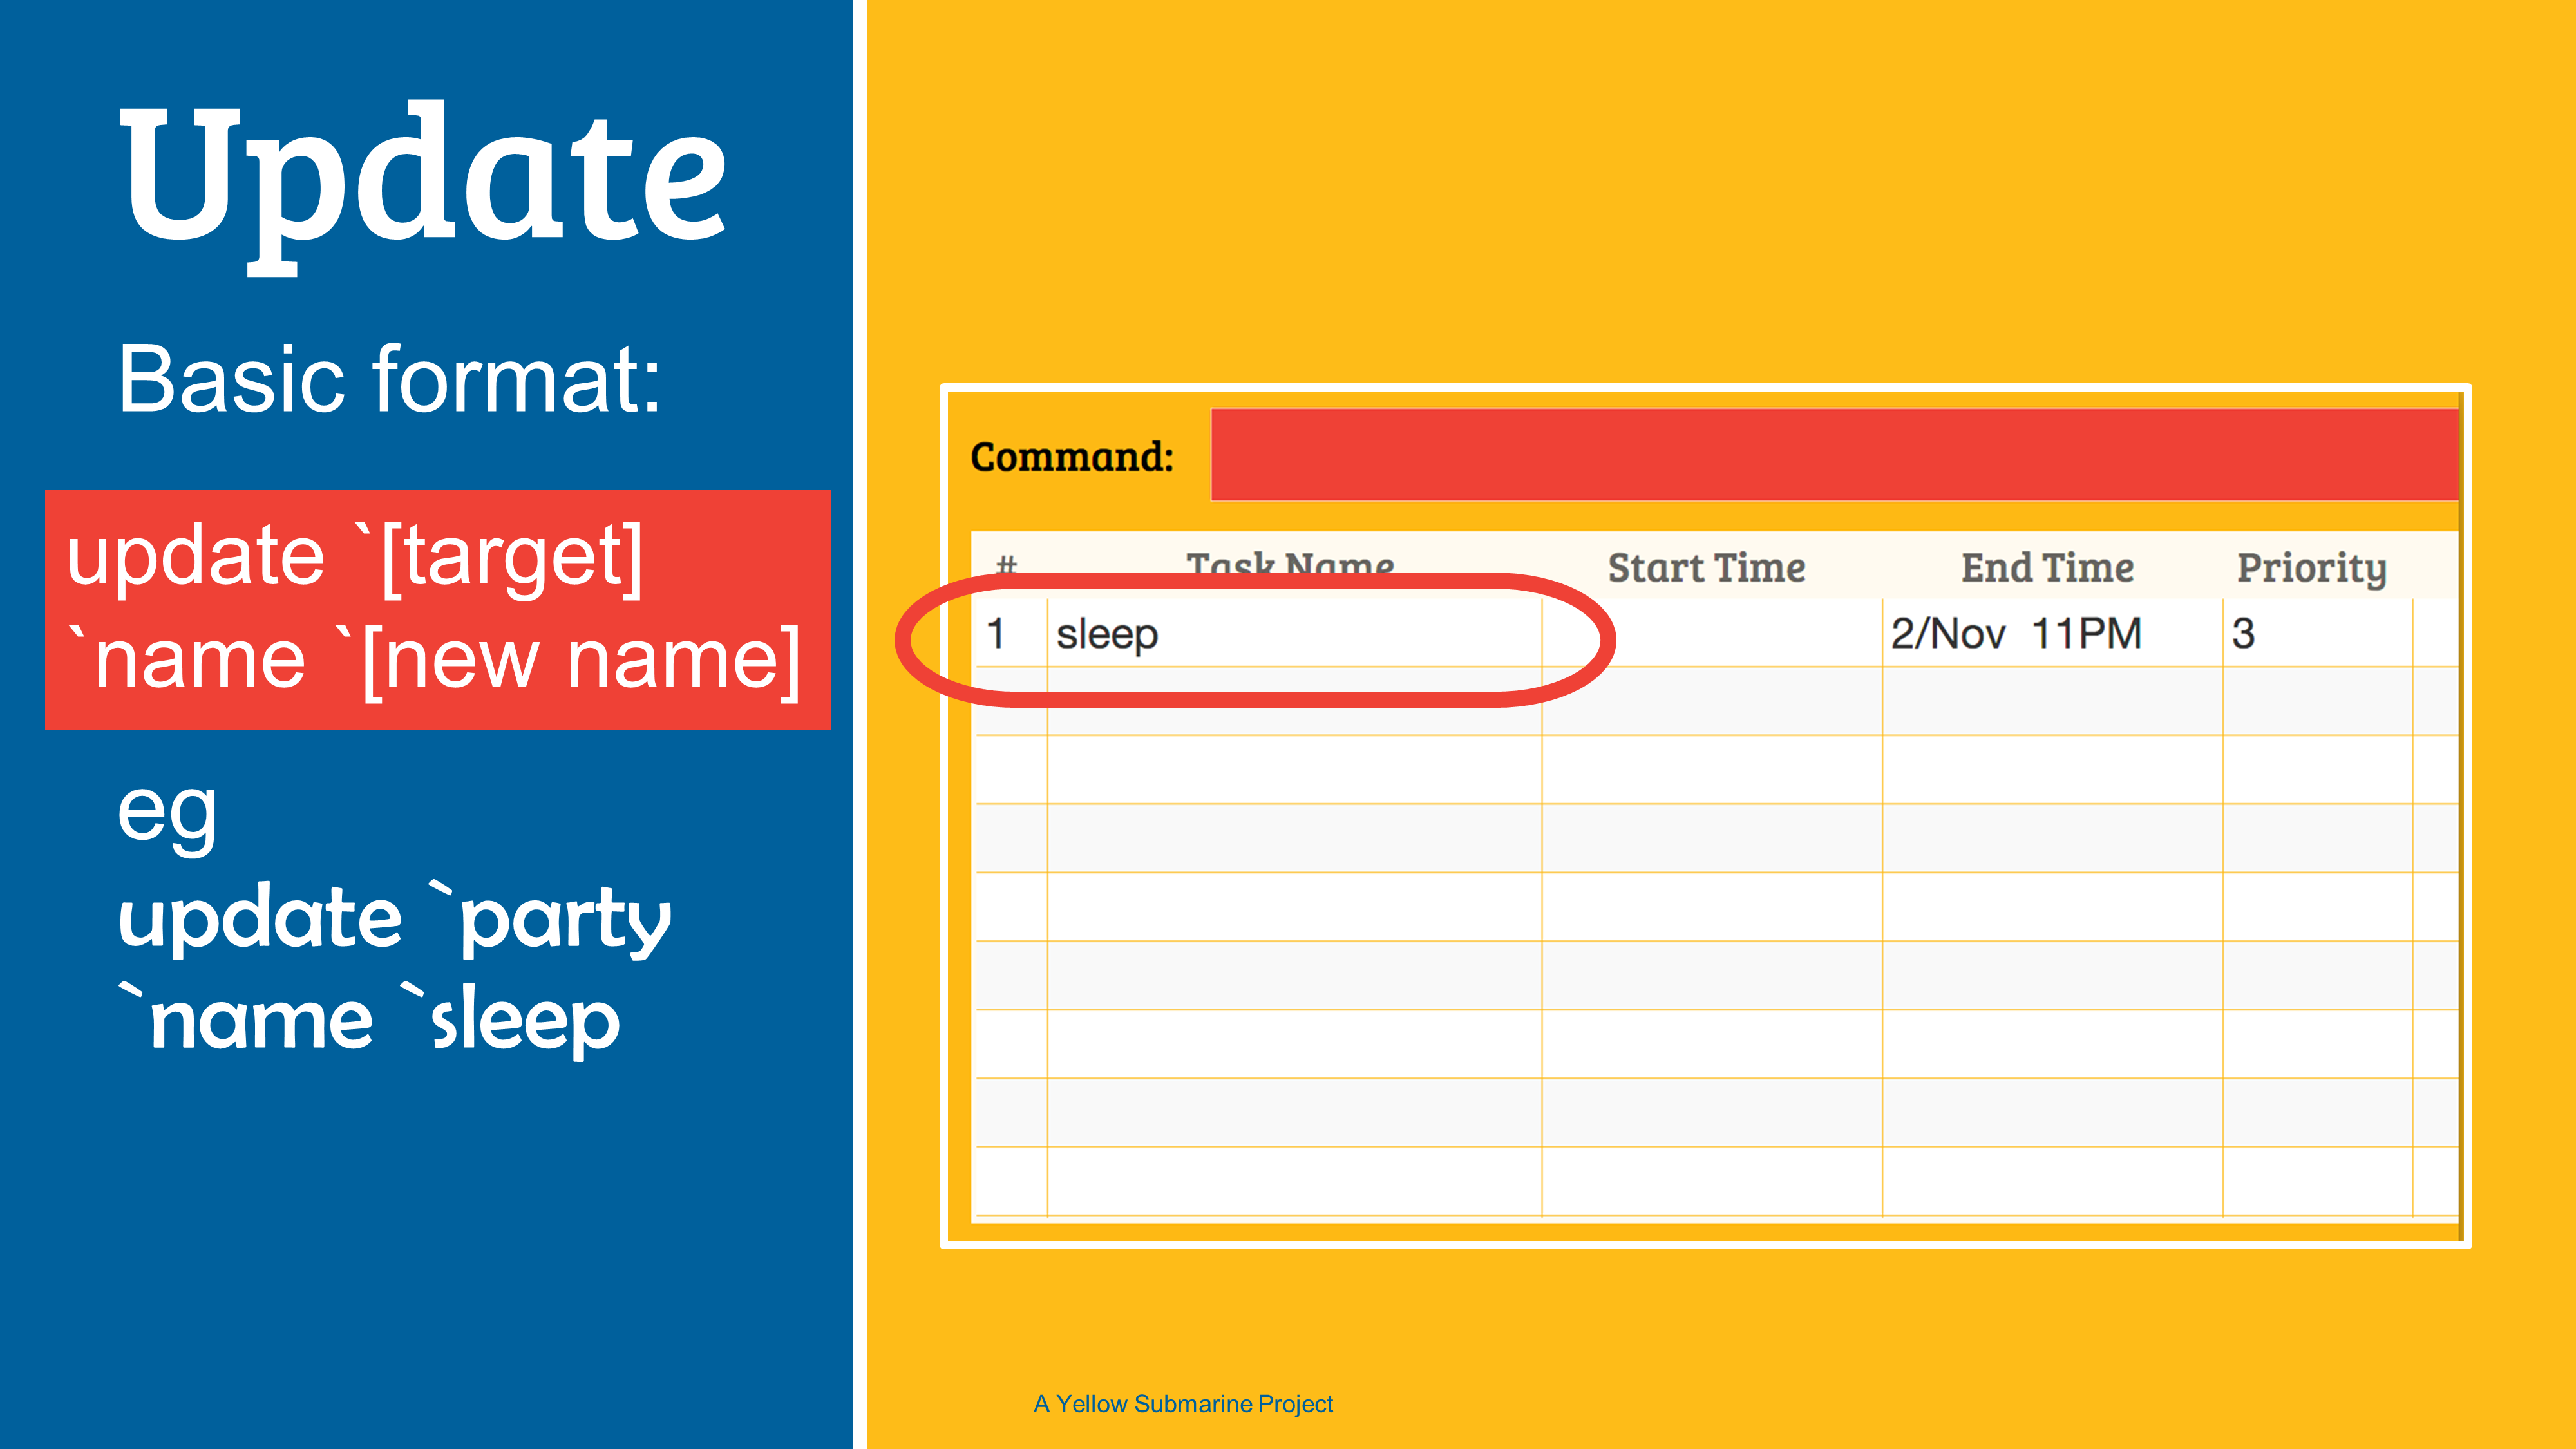 Update
Basic format:
update `[target]
`name `[new name]
eg
update `party
`name `sleep
Command:
# Task Name Start Time End Time Priority
1 sleep 2/Nov 11PM 3
A Yellow Submarine Project